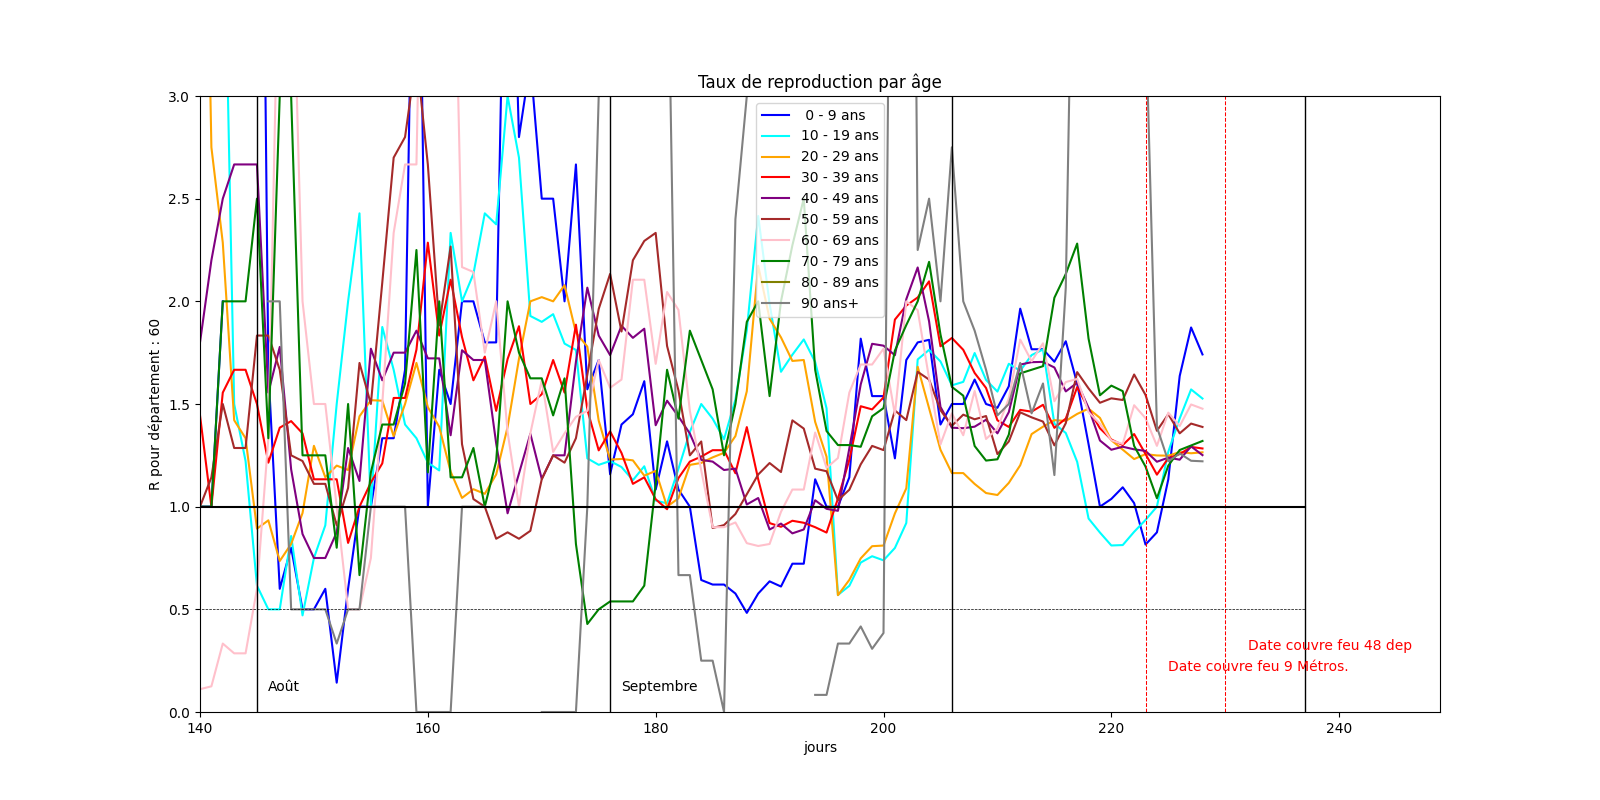 Taux de reproduction par âge
R pour département : 60
3.0
2.5
2.0
1.5
1.0
0.5
0.0
0 - 9 ans
10 - 19 ans
20 - 29 ans
30 - 39 ans
40 - 49 ans
50 - 59 ans
60 - 69 ans
70 - 79 ans
80 - 89 ans
90 ans+
Date couvre feu 48 dep
Date couvre feu 9 Métros.
Août
Septembre
140
160
180
200
220
240
jours